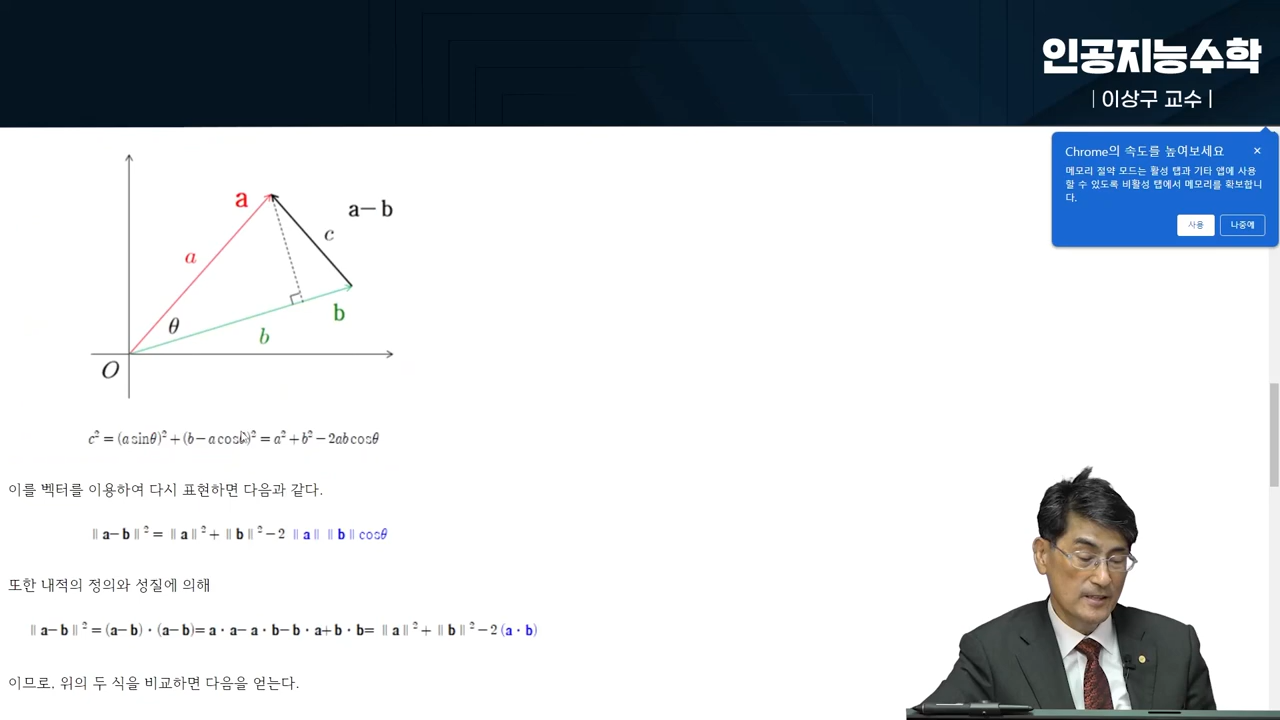 인공지능수학
| 이상구 교수 |
Chrome의 속도를 높여보세요
메모리 절약 모드는 활성 탭과 기타 앱에 사용
할 수 있도록 비활성 탭에서 메모리를 확보합니
다.
사용 나중에
a
a−b
c
a
θ
b
b
O
c² = (a sinθ)² + (b − a cosθ)² = a² + b² − 2ab cosθ
이를 벡터를 이용하여 다시 표현하면 다음과 같다.
‖a−b‖² = ‖a‖² + ‖b‖² − 2 ‖a‖ ‖b‖ cosθ
또한 내적의 정의와 성질에 의해
‖a−b‖² = (a−b)·(a−b) = a·a − a·b − b·a + b·b = ‖a‖² + ‖b‖² − 2 (a·b)
이므로, 위의 두 식을 비교하면 다음을 얻는다.